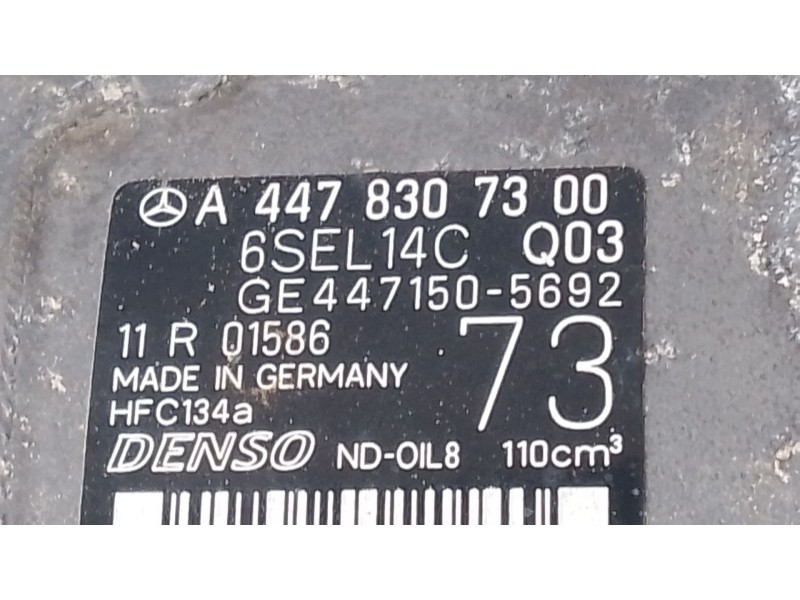 A 447 830 73 00
6SEL14C Q03
GE447150-5692
11 R 01586
73
MADE IN GERMANY
HFC134a
DENSO ND-OIL8 110cm³